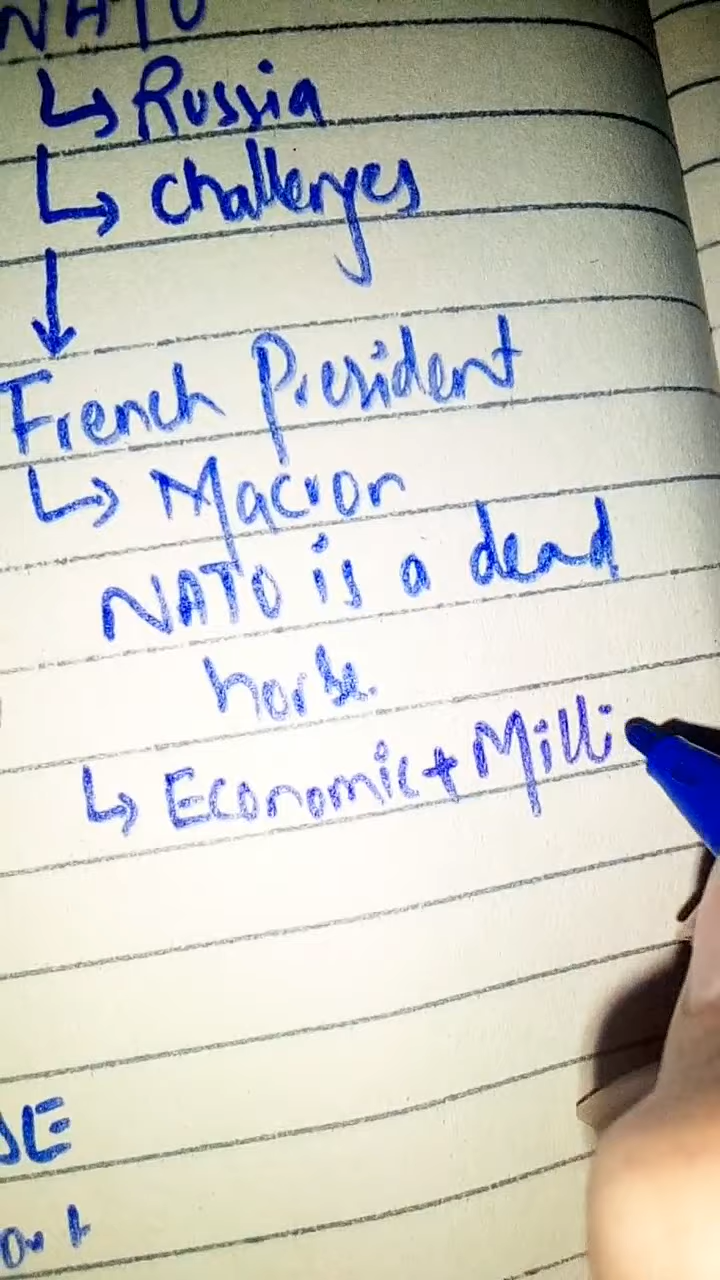 NATO
↳ Russia
↳ challenges
↓
French President
↳ Macron
NATO is a dead
horse.
↳ Economic + Milli